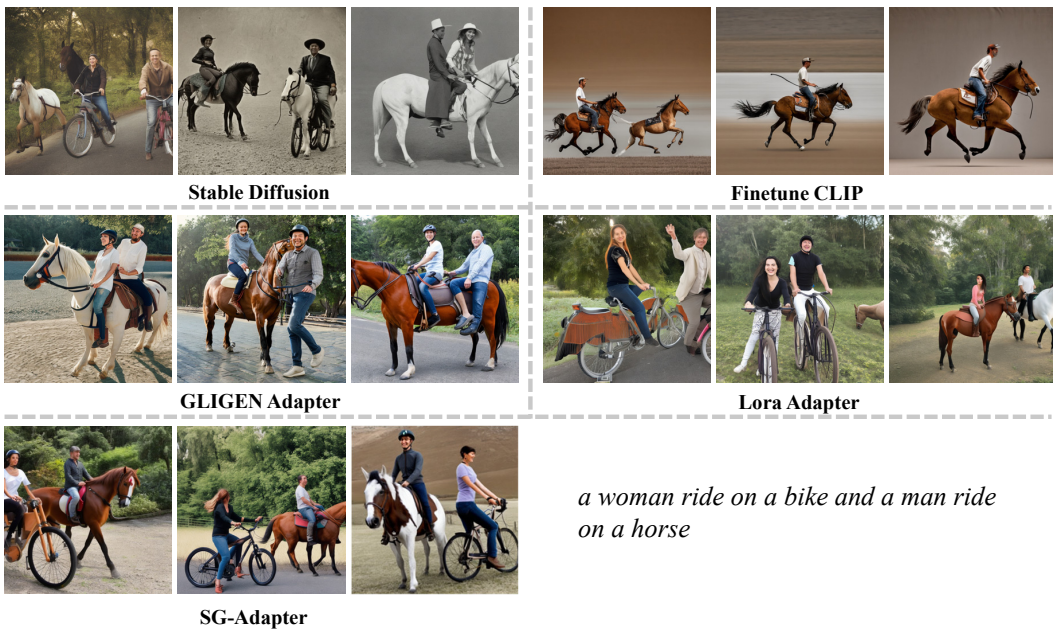 Stable Diffusion
Finetune CLIP
GLIGEN Adapter
Lora Adapter
a woman ride on a bike and a man ride
on a horse
SG-Adapter